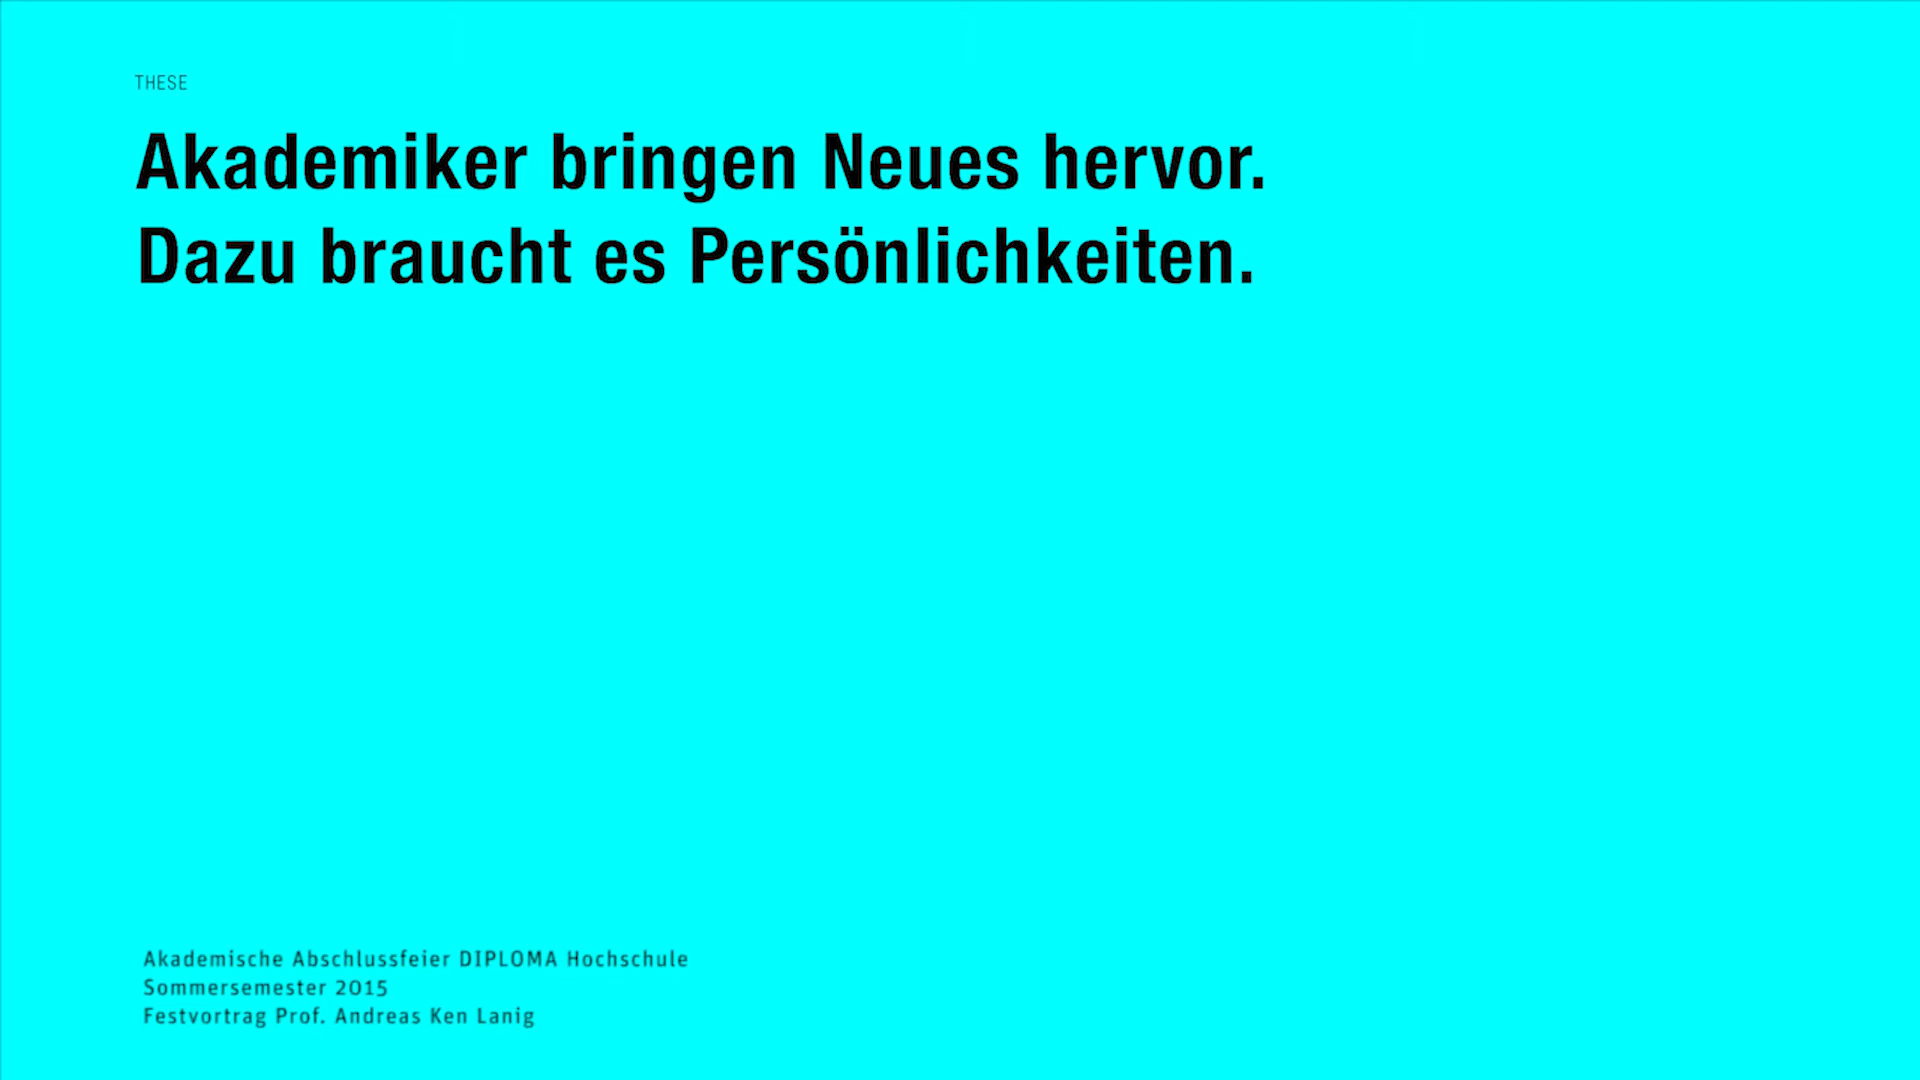 THESE
Akademiker bringen Neues hervor.
Dazu braucht es Persönlichkeiten.
Akademische Abschlussfeier DIPLOMA Hochschule
Sommersemester 2015
Festvortrag Prof. Andreas Ken Lanig